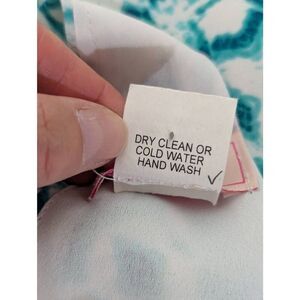 DRY CLEAN OR
COLD WATER
HAND WASH